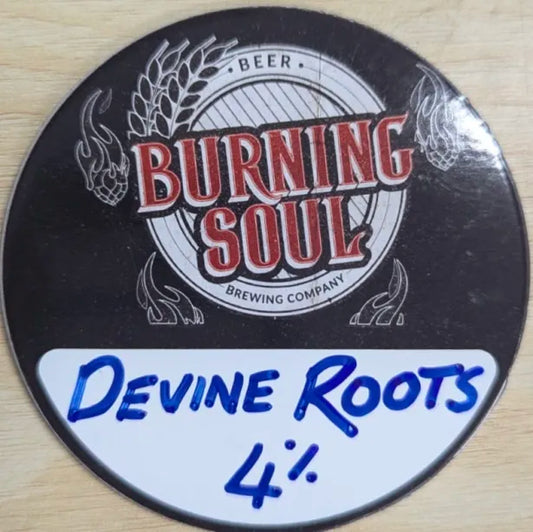 · BEER ·
BURNING
SOUL
BREWING COMPANY
DEVINE ROOTS
4%